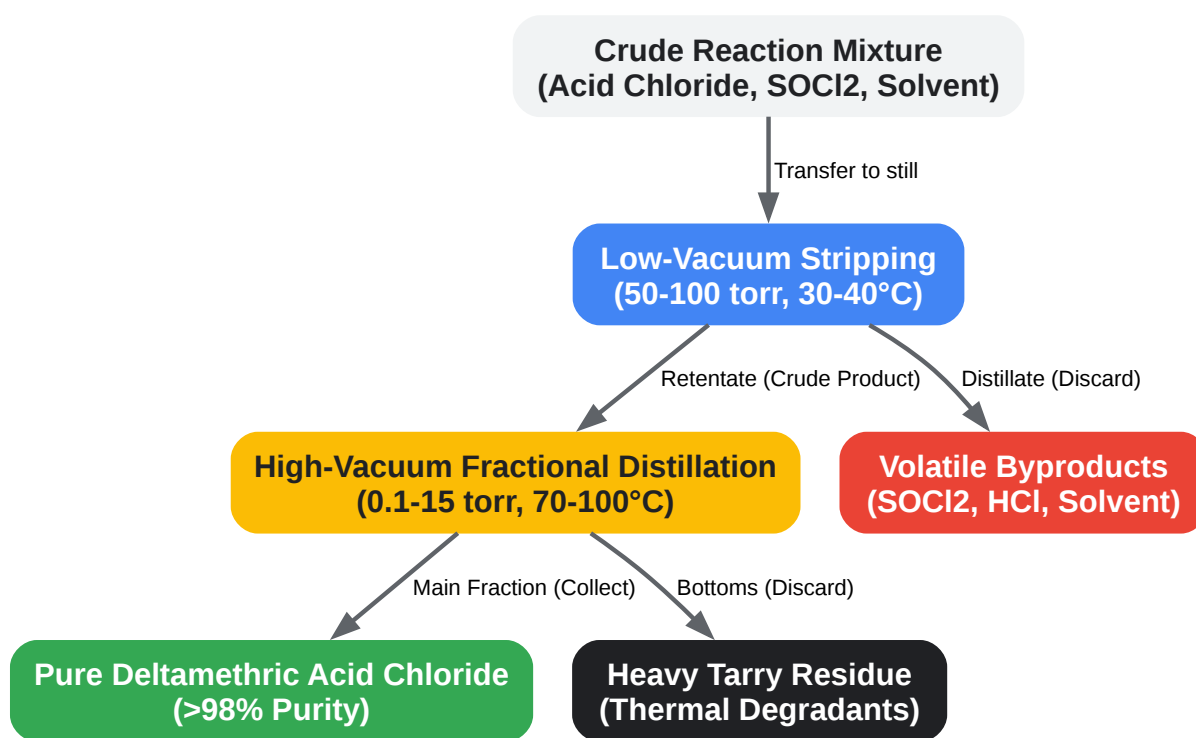 Crude Reaction Mixture
(Acid Chloride, SOCl2, Solvent)
Transfer to still
Low-Vacuum Stripping
(50-100 torr, 30-40°C)
Retentate (Crude Product)
Distillate (Discard)
High-Vacuum Fractional Distillation
(0.1-15 torr, 70-100°C)
Volatile Byproducts
(SOCl2, HCl, Solvent)
Main Fraction (Collect)
Bottoms (Discard)
Pure Deltamethric Acid Chloride
(>98% Purity)
Heavy Tarry Residue
(Thermal Degradants)